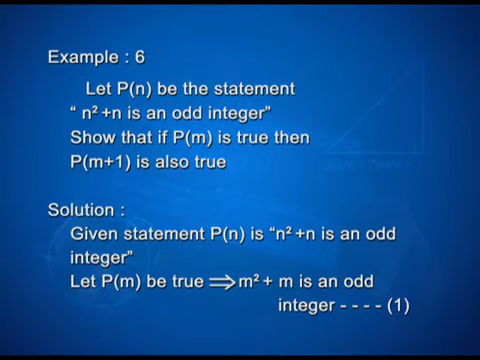 Example : 6
Let P(n) be the statement
“ n² +n is an odd integer”
Show that if P(m) is true then
P(m+1) is also true
Solution :
Given statement P(n) is “n² +n is an odd
integer”
Let P(m) be true ⟹ m² + m is an odd
integer - - - - (1)